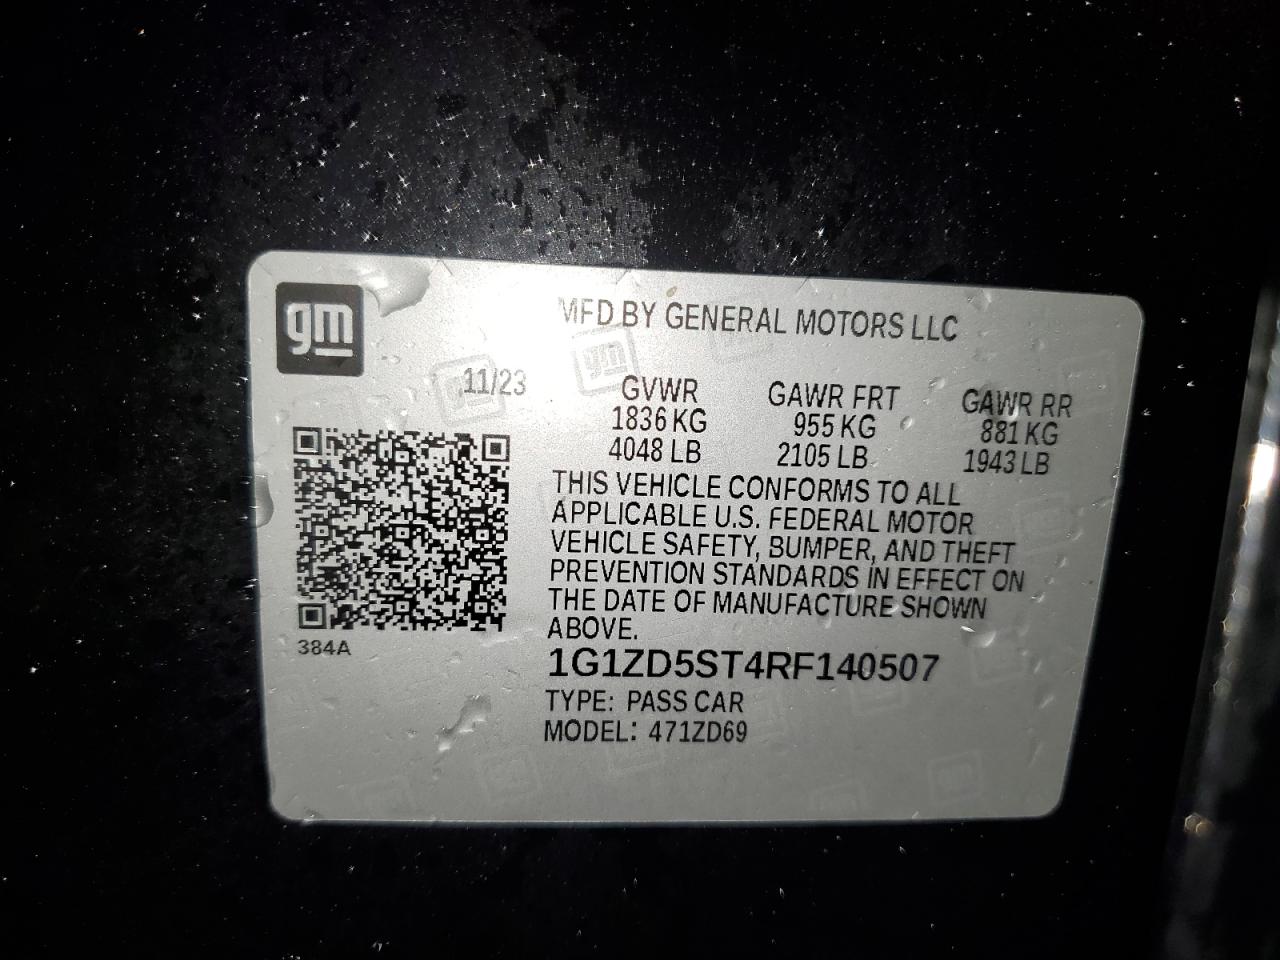 gm
MFD BY GENERAL MOTORS LLC
11/23
GVWR GAWR FRT GAWR RR
1836 KG 955 KG 881 KG
4048 LB 2105 LB 1943 LB
THIS VEHICLE CONFORMS TO ALL
APPLICABLE U.S. FEDERAL MOTOR
VEHICLE SAFETY, BUMPER, AND THEFT
PREVENTION STANDARDS IN EFFECT ON
THE DATE OF MANUFACTURE SHOWN
ABOVE.
384A
1G1ZD5ST4RF140507
TYPE: PASS CAR
MODEL: 471ZD69